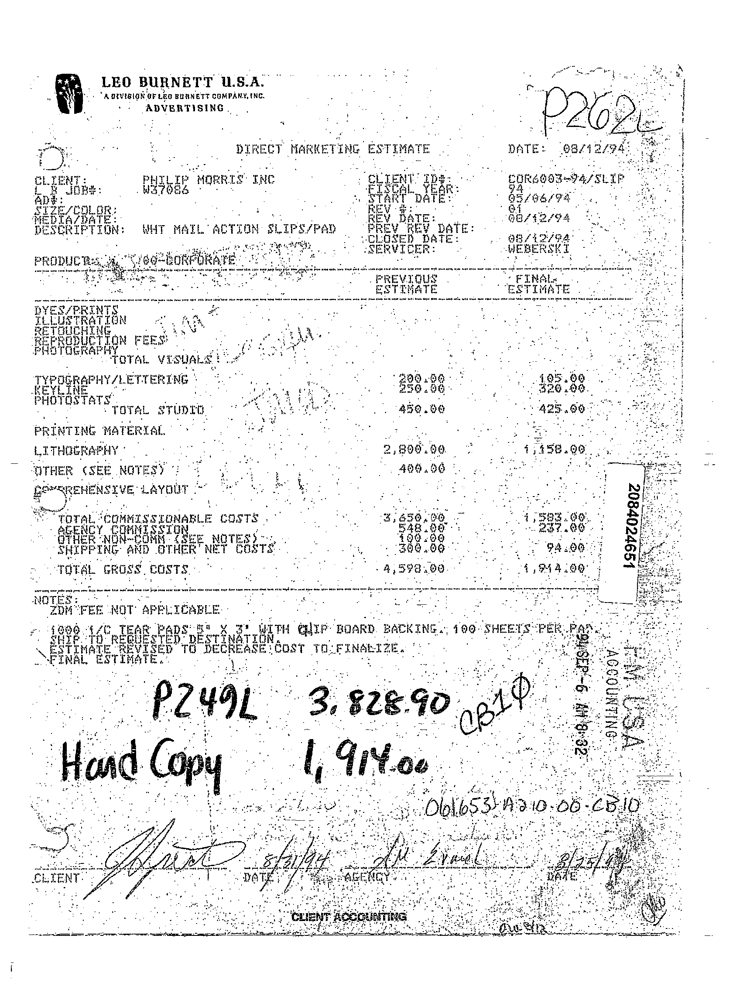 LEO BURNETT U.S.A.
A DIVISION OF LEO BURNETT COMPANY, INC.
ADVERTISING
P262L
DIRECT MARKETING ESTIMATE DATE: 08/12/94
CLIENT: PHILIP MORRIS INC CLIENT ID#: COR6003-94/SLIP
L B JOB#: W37086 FISCAL YEAR: 94
AD#: START DATE: 05/06/94
SIZE/COLOR: REV #: 01
MEDIA/DATE: REV DATE: 08/12/94
DESCRIPTION: WHT MAIL ACTION SLIPS/PAD PREV REV DATE:
CLOSED DATE: 08/12/94
SERVICER: WEBERSKI
PRODUCT: 00-CORPORATE
PREVIOUS FINAL
ESTIMATE ESTIMATE
DYES/PRINTS
ILLUSTRATION
RETOUCHING
REPRODUCTION FEES
PHOTOGRAPHY
TOTAL VISUALS
TYPOGRAPHY/LETTERING 200.00 105.00
KEYLINE 250.00 320.00
PHOTOSTATS
TOTAL STUDIO 450.00 425.00
PRINTING MATERIAL
LITHOGRAPHY 2,800.00 1,158.00
OTHER (SEE NOTES) 400.00
COMPREHENSIVE LAYOUT
TOTAL COMMISSIONABLE COSTS 3,650.00 1,583.00
AGENCY COMMISSION 548.00 237.00
OTHER NON-COMM (SEE NOTES) 100.00
SHIPPING AND OTHER NET COSTS 300.00 94.00
TOTAL GROSS COSTS 4,598.00 1,914.00
2084024651
NOTES:
ZDM FEE NOT APPLICABLE
1000 1/C TEAR PADS 5" X 3" WITH CHIP BOARD BACKING. 100 SHEETS PER PAD.
SHIP TO REQUESTED DESTINATION.
ESTIMATE REVISED TO DECREASE COST TO FINALIZE.
FINAL ESTIMATE.
94 SEP -6 AM 8:32
ACCOUNTING
P.M. USA
P249L 3,828.90 CB10
Hand Copy 1,914.00
061653-A210-00-CB10
8/31/94
CLIENT DATE AGENCY DATE
CLIENT ACCOUNTING